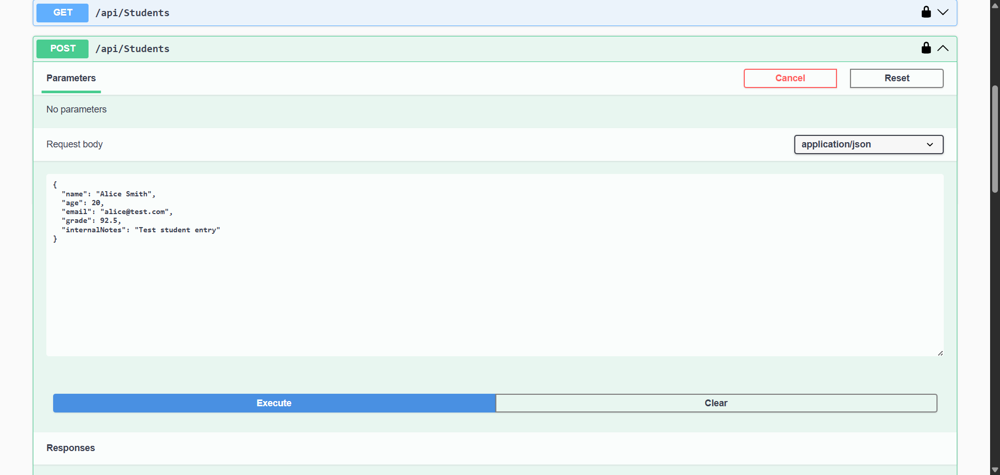 GET /api/Students
POST /api/Students
Parameters
Cancel
Reset
No parameters
Request body
application/json
{
  "name": "Alice Smith",
  "age": 20,
  "email": "alice@test.com",
  "grade": 92.5,
  "internalNotes": "Test student entry"
}
Execute
Clear
Responses